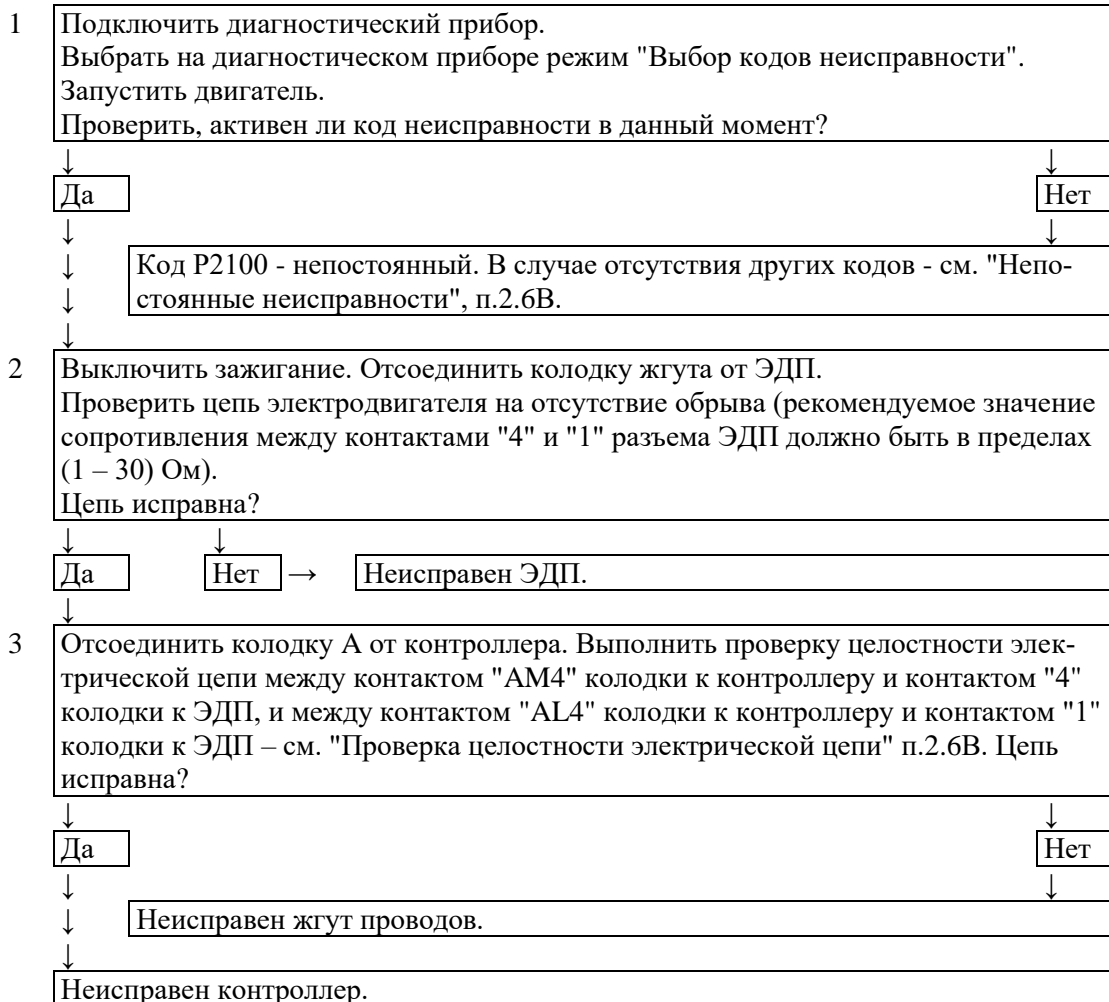 1 Подключить диагностический прибор.
Выбрать на диагностическом приборе режим "Выбор кодов неисправности".
Запустить двигатель.
Проверить, активен ли код неисправности в данный момент?
↓ ↓
Да Нет
↓ ↓
↓ Код Р2100 - непостоянный. В случае отсутствия других кодов - см. "Непо-
↓ стоянные неисправности", п.2.6В.
↓
2 Выключить зажигание. Отсоединить колодку жгута от ЭДП.
Проверить цепь электродвигателя на отсутствие обрыва (рекомендуемое значение
сопротивления между контактами "4" и "1" разъема ЭДП должно быть в пределах
(1 – 30) Ом).
Цепь исправна?
↓ ↓
Да Нет → Неисправен ЭДП.
↓
3 Отсоединить колодку А от контроллера. Выполнить проверку целостности элек-
трической цепи между контактом "АМ4" колодки к контроллеру и контактом "4"
колодки к ЭДП, и между контактом "AL4" колодки к контроллеру и контактом "1"
колодки к ЭДП – см. "Проверка целостности электрической цепи" п.2.6В. Цепь
исправна?
↓ ↓
Да Нет
↓ ↓
↓ Неисправен жгут проводов.
↓
Неисправен контроллер.